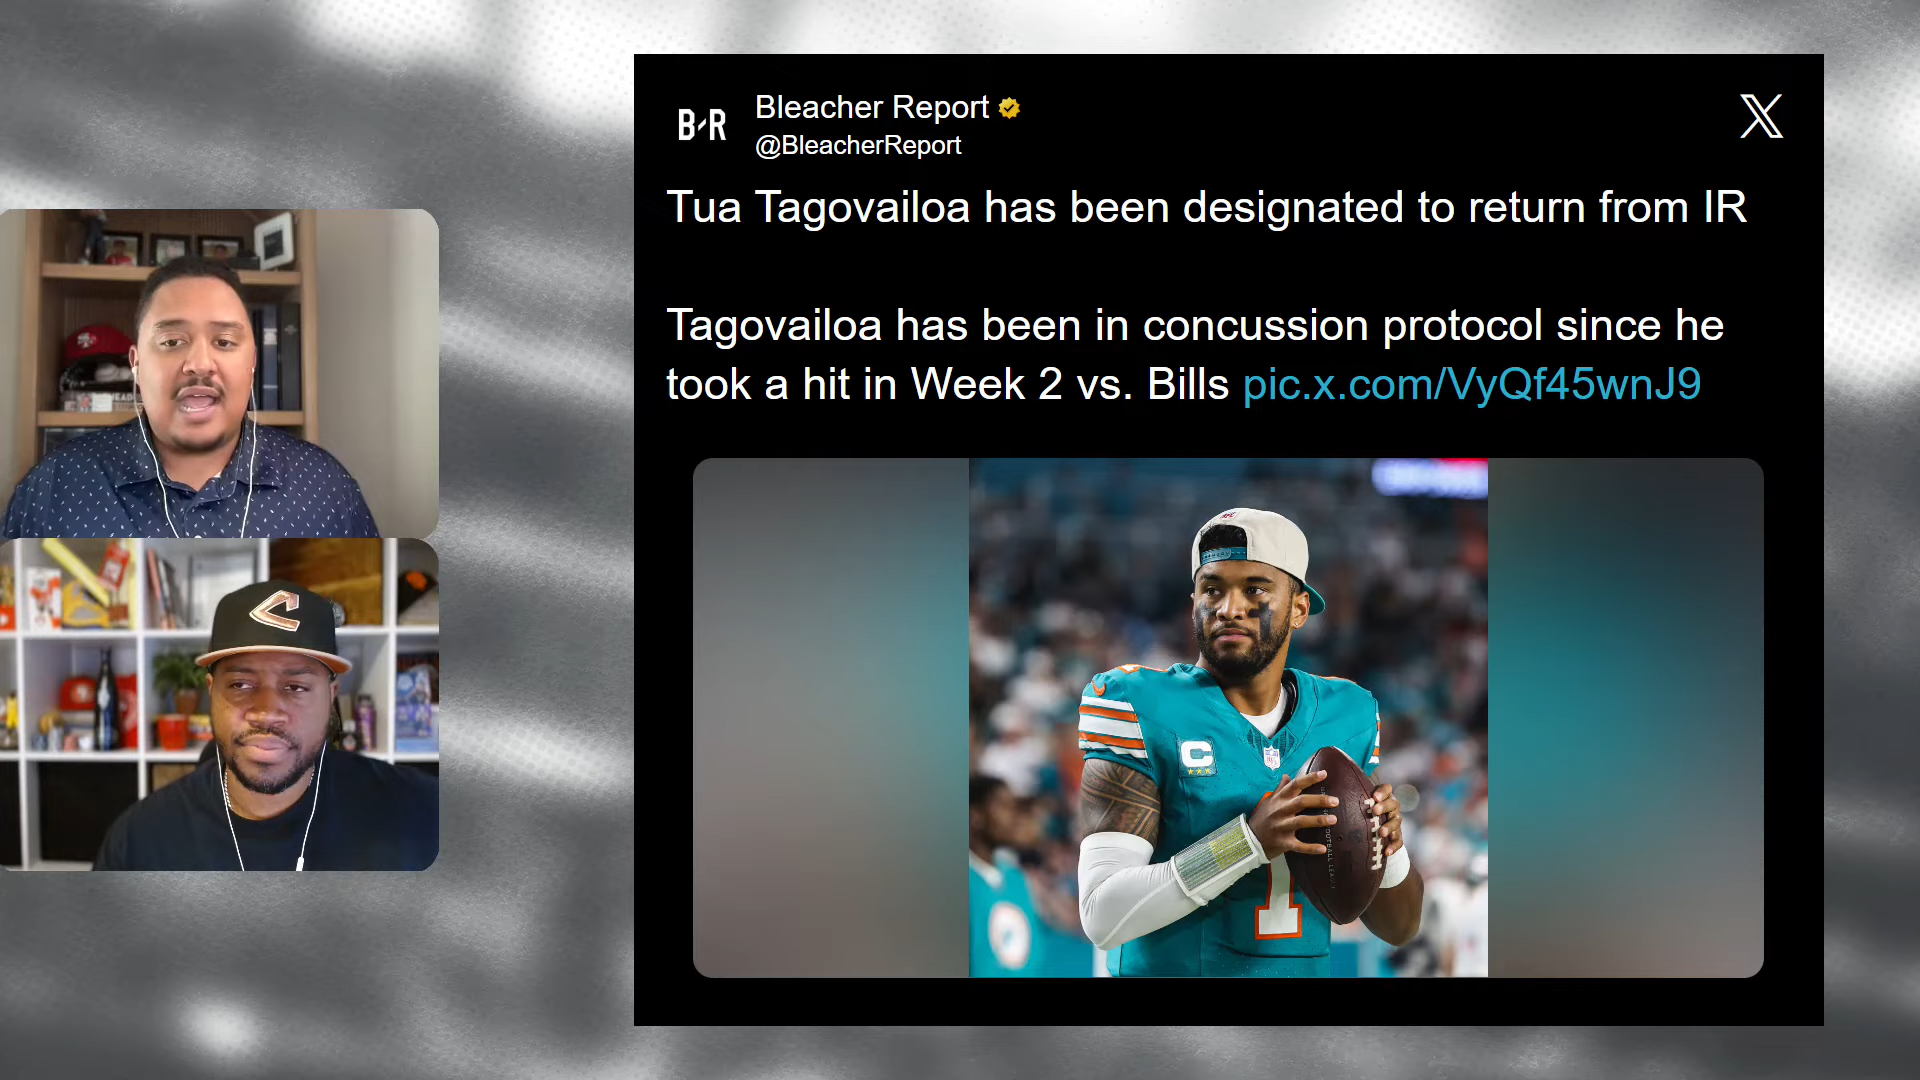 B/R
Bleacher Report
@BleacherReport
X
Tua Tagovailoa has been designated to return from IR
Tagovailoa has been in concussion protocol since he
took a hit in Week 2 vs. Bills pic.x.com/VyQf45wnJ9
C
C
1